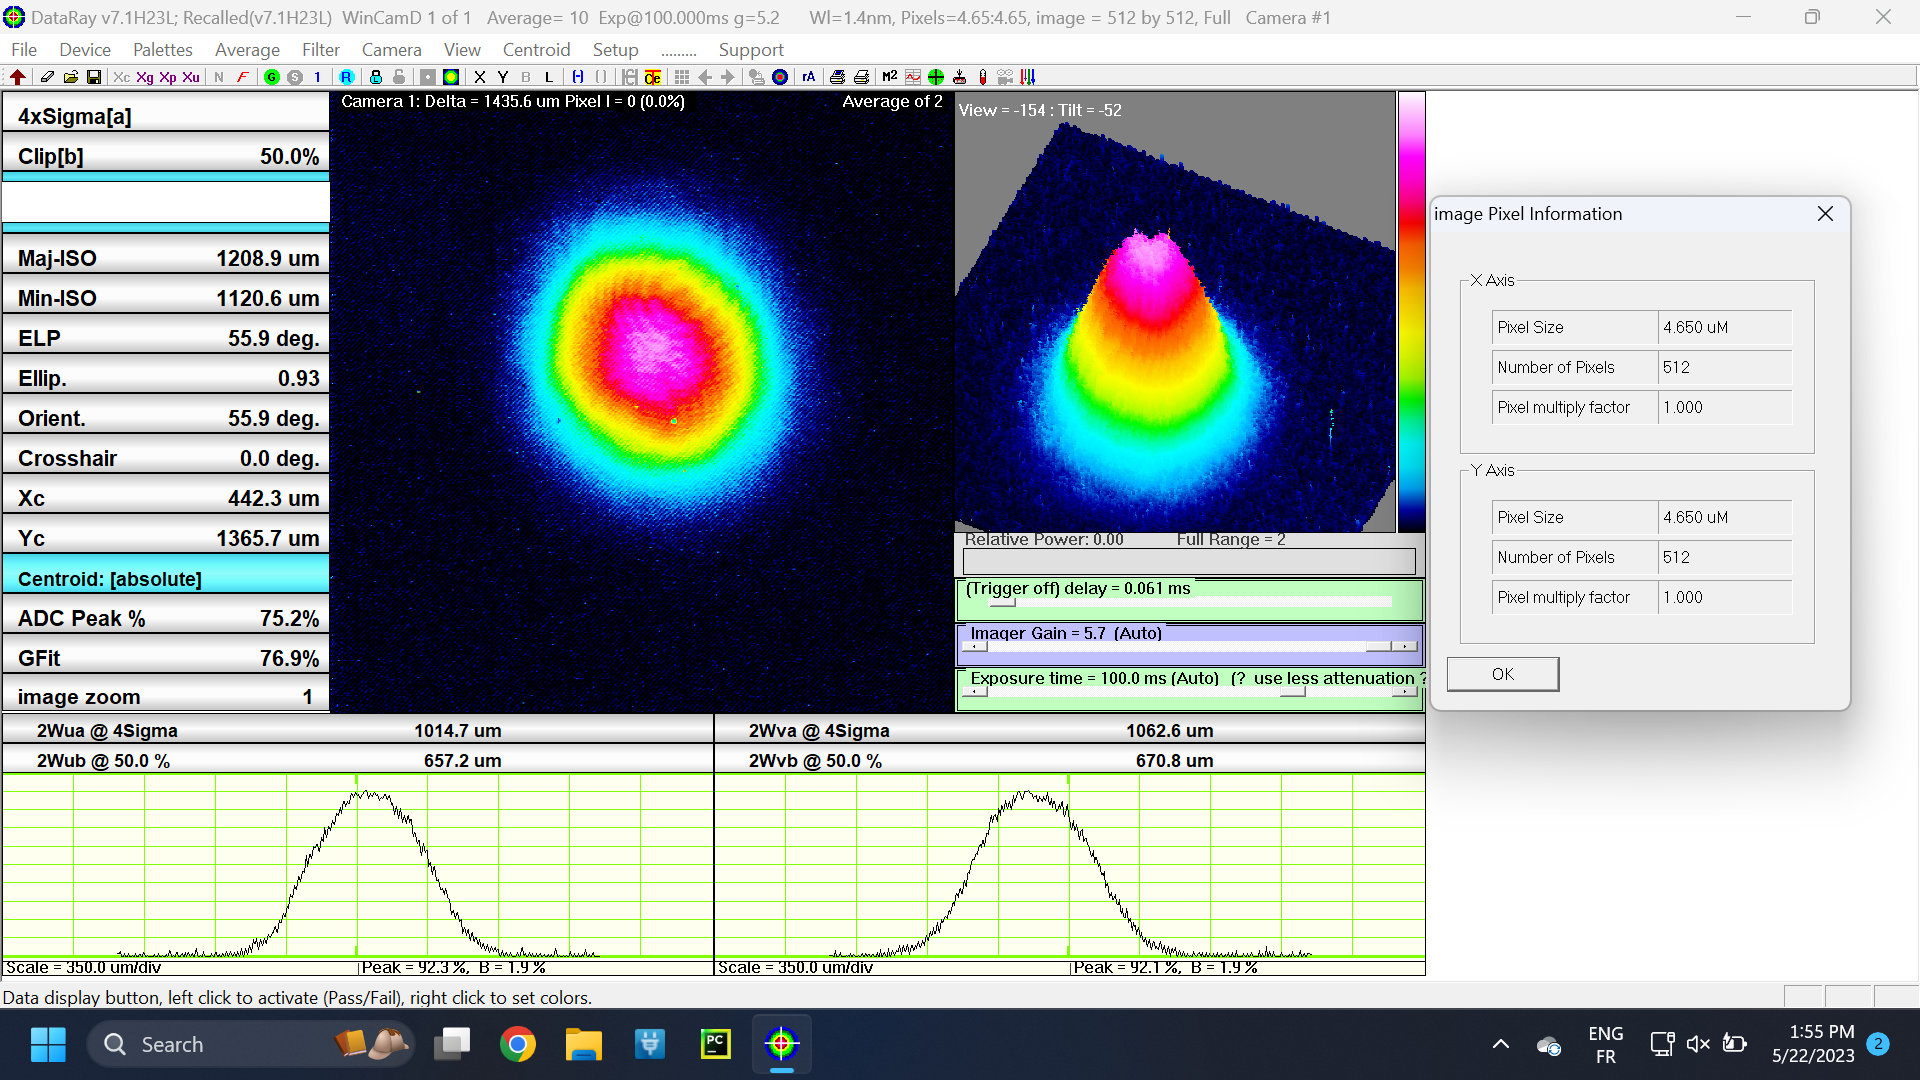 DataRay v7.1H23L; Recalled(v7.1H23L)  WinCamD 1 of 1   Average= 10  Exp@100.000ms g=5.2      Wl=1.4nm, Pixels=4.65:4.65, image = 512 by 512, Full   Camera #1
File  Device  Palettes  Average  Filter  Camera  View  Centroid  Setup  .........  Support
Xc Xg Xp Xu N F G S 1 R X Y B L rA M²
4xSigma[a]
Clip[b] 50.0%
Maj-ISO 1208.9 um
Min-ISO 1120.6 um
ELP 55.9 deg.
Ellip. 0.93
Orient. 55.9 deg.
Crosshair 0.0 deg.
Xc 442.3 um
Yc 1365.7 um
Centroid: [absolute]
ADC Peak % 75.2%
GFit 76.9%
image zoom 1
Camera 1: Delta = 1435.6 um Pixel I = 0 (0.0%)
Average of 2
View = -154 : Tilt = -52
Relative Power: 0.00 Full Range = 2
(Trigger off) delay = 0.061 ms
Imager Gain = 5.7  (Auto)
Exposure time = 100.0 ms (Auto)   (?  use less attenuation ?
2Wua @ 4Sigma 1014.7 um
2Wub @ 50.0 % 657.2 um
2Wva @ 4Sigma 1062.6 um
2Wvb @ 50.0 % 670.8 um
Scale = 350.0 um/div Peak = 92.3 %,  B = 1.9 %
Scale = 350.0 um/div Peak = 92.1 %,  B = 1.9 %
image Pixel Information
X Axis
Pixel Size 4.650 uM
Number of Pixels 512
Pixel multiply factor 1.000
Y Axis
Pixel Size 4.650 uM
Number of Pixels 512
Pixel multiply factor 1.000
OK
Data display button, left click to activate (Pass/Fail), right click to set colors.
Search
PC
ENG
FR
1:55 PM
5/22/2023
2